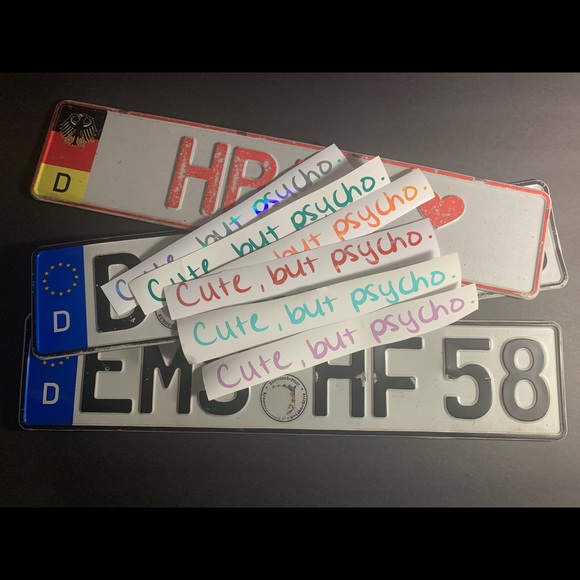 D
HP
Cute, but psycho.
Cute, but psycho.
but psycho.
Cute, but psycho.
Cute, but psycho.
Cute, but psycho.
D
D
EMS HF 58